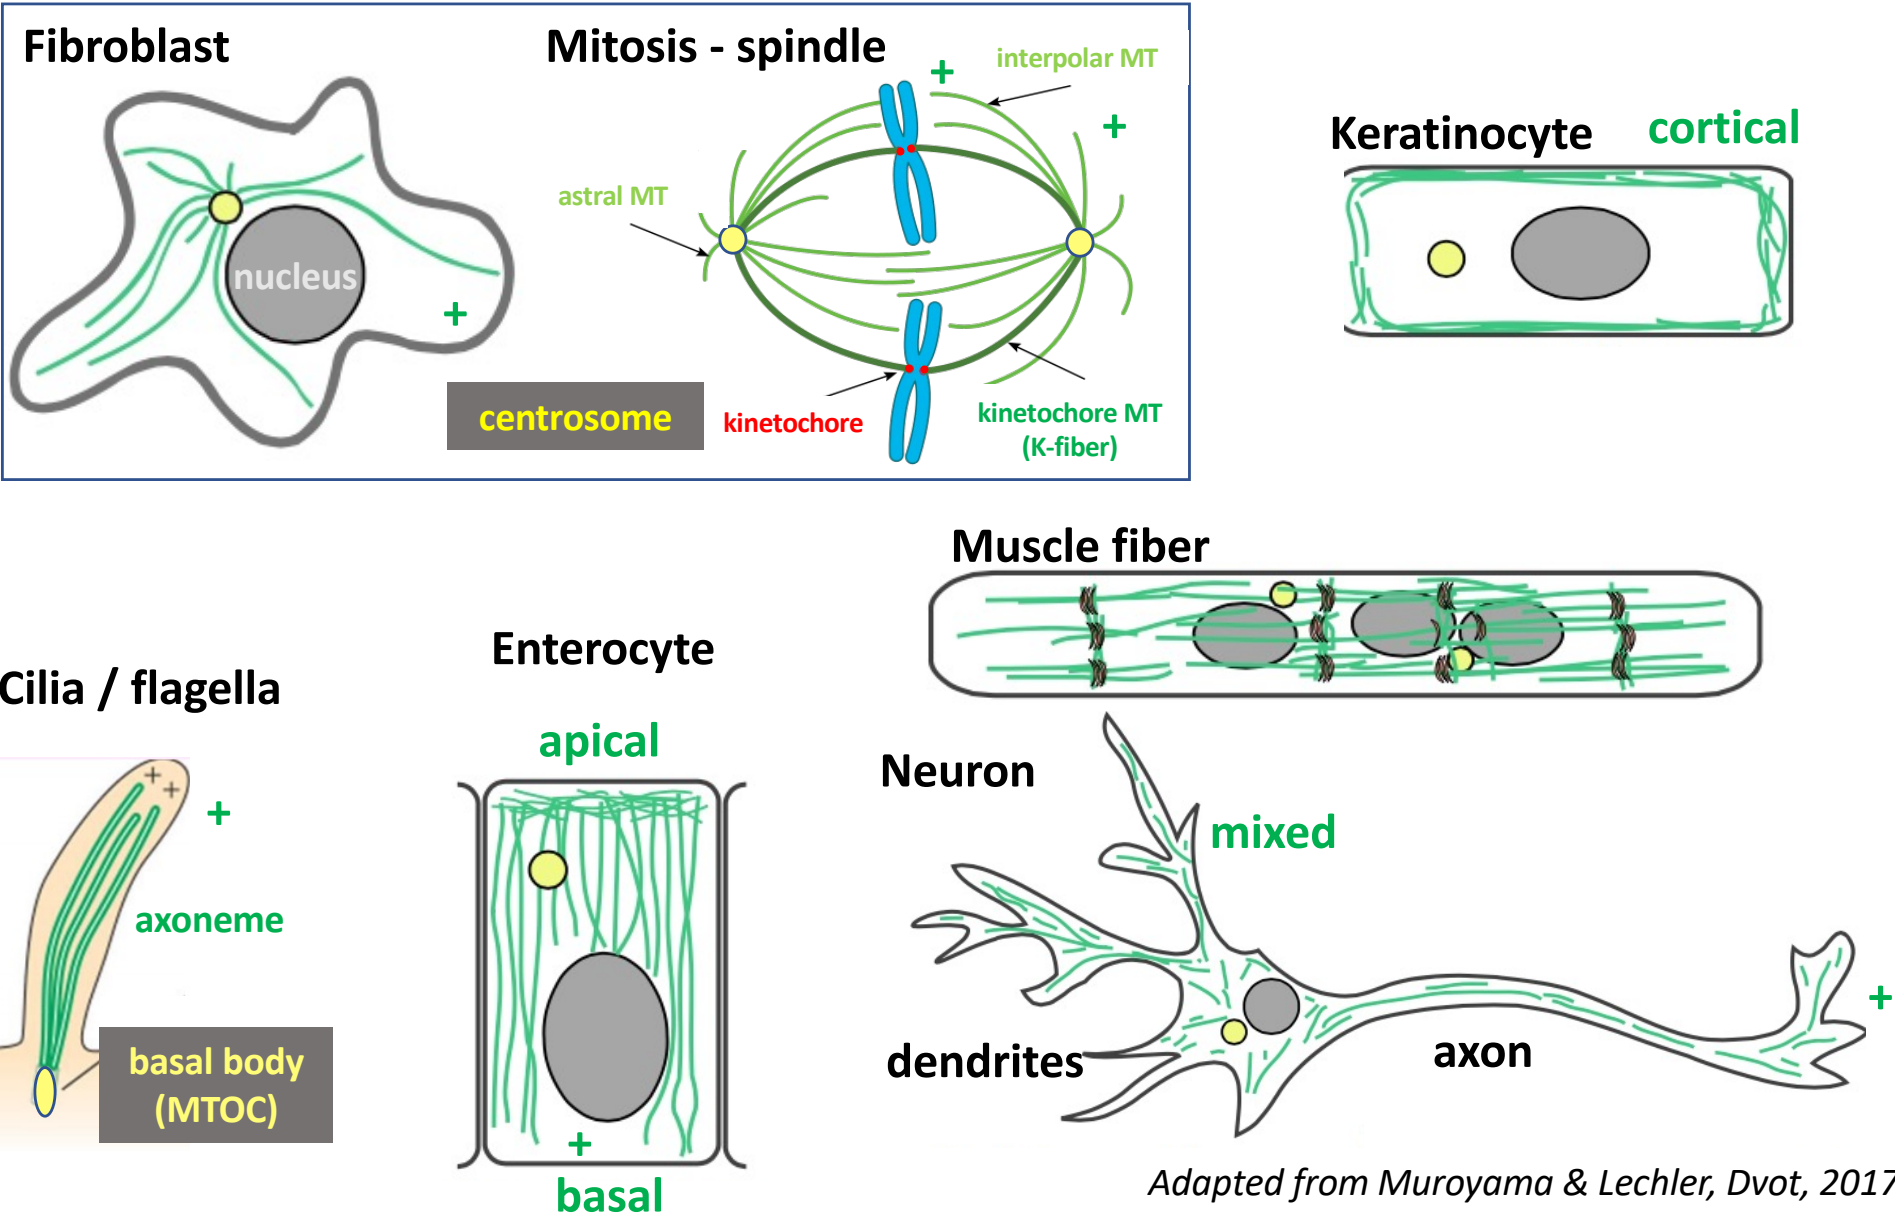 Fibroblast
Mitosis - spindle
+
interpolar MT
+
astral MT
nucleus
+
centrosome
kinetochore
kinetochore MT
(K-fiber)
Keratinocyte
cortical
Muscle fiber
Cilia / flagella
+
+
+
axoneme
basal body
(MTOC)
Enterocyte
apical
+
basal
Neuron
mixed
dendrites
axon
+
Adapted from Muroyama & Lechler, Dvot, 2017